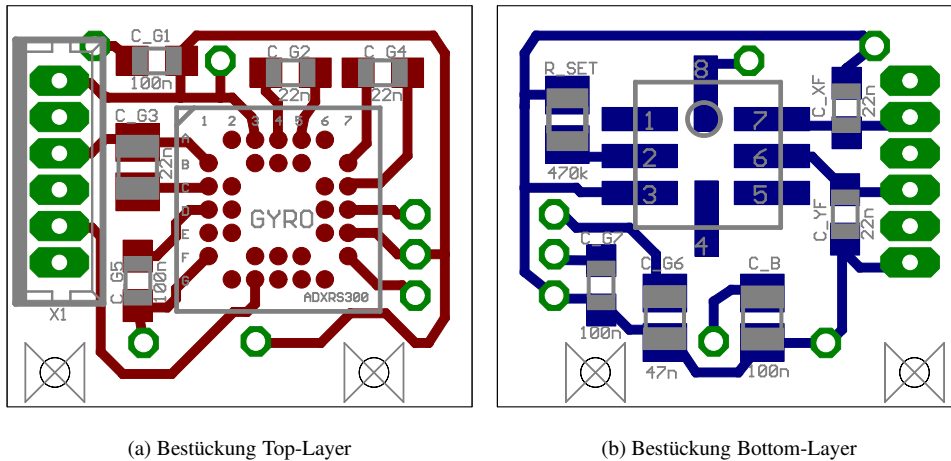 C_G1
100n
C_G2
22n
C_G4
22n
C_G3
22n
1 2 3 4 5 6 7
A
B
C
D
E
F
G
GYRO
ADXRS300
C_G5
100n
X1
(a) Bestückung Top-Layer
R_SET
470k
8
1
2
3
4
5
6
7
C_XF
22n
C_YF
22n
C_G7
100n
C_G6
47n
C_B
100n
(b) Bestückung Bottom-Layer